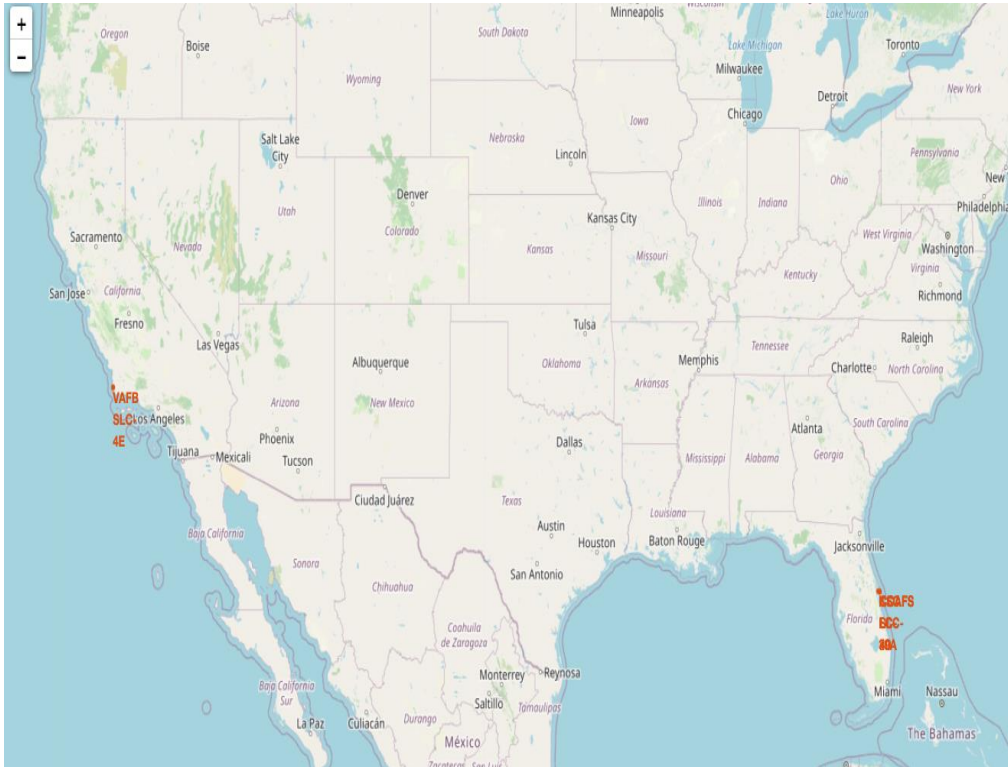 +
−
Minneapolis
Oregon
South Dakota
Lake Huron
Boise
Lake Michigan
Toronto
Milwaukee
Wyoming
New York
Chicago
Detroit
Iowa
Nebraska
Salt Lake
City
Lincoln
Pennsylvania
Ohio
New
Denver
Illinois
Indiana
Utah
Philadelphia
Kansas City
Sacramento
Nevada
Colorado
Kansas
Missouri
West Virginia
Washington
Virginia
Kentucky
San Jose
California
Richmond
Fresno
Tulsa
Las Vegas
Raleigh
Tennessee
Albuquerque
Oklahoma
Memphis
Charlotte
North Carolina
Arkansas
VAFB
SLC-
4E
Los Angeles
Arizona
New Mexico
South Carolina
Atlanta
Phoenix
Dallas
Tijuana
Mexicali
Tucson
Mississippi
Alabama
Georgia
Ciudad Juárez
Texas
Louisiana
Baja California
Austin
Houston
Baton Rouge
Jacksonville
Sonora
San Antonio
Chihuahua
Florida
Coahuila
de Zaragoza
Monterrey
Reynosa
Baja California
Sur
Saltillo
Tamaulipas
Miami
Nassau
La Paz
Culiacán
Durango
México
The Bahamas